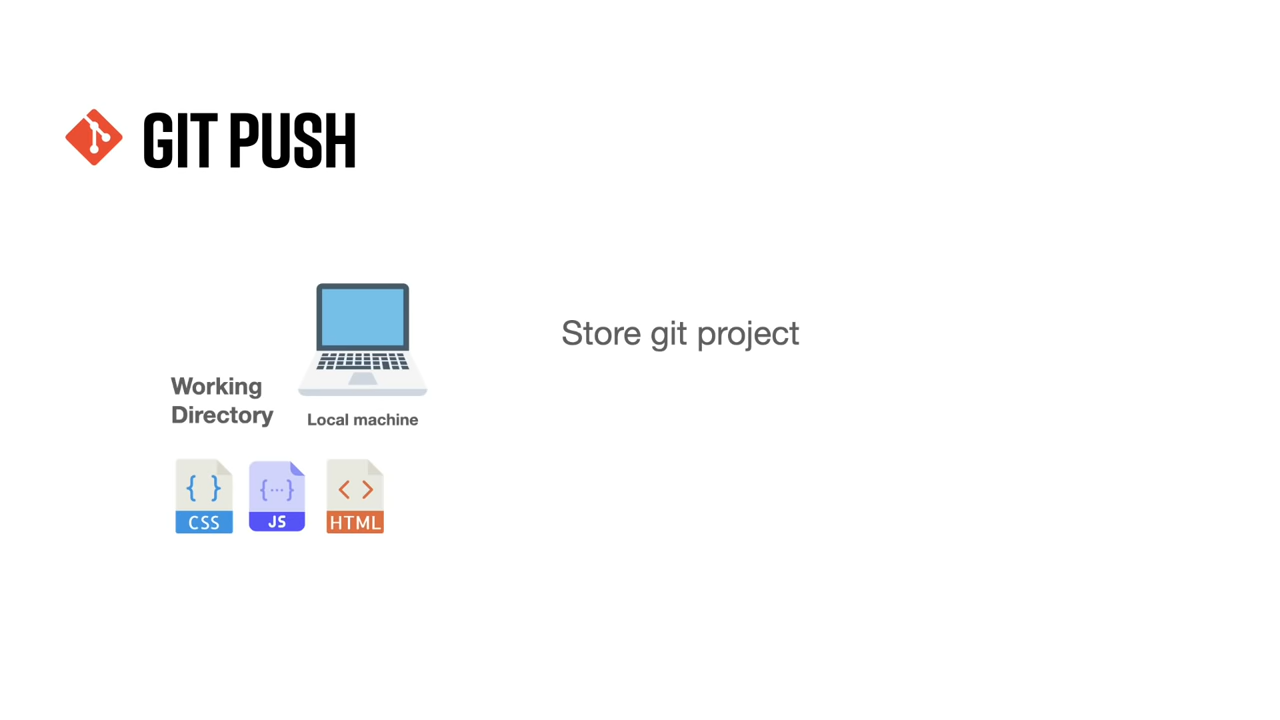 GIT PUSH
Store git project
Working
Directory
Local machine
{ }
{...}
< >
CSS
JS
HTML